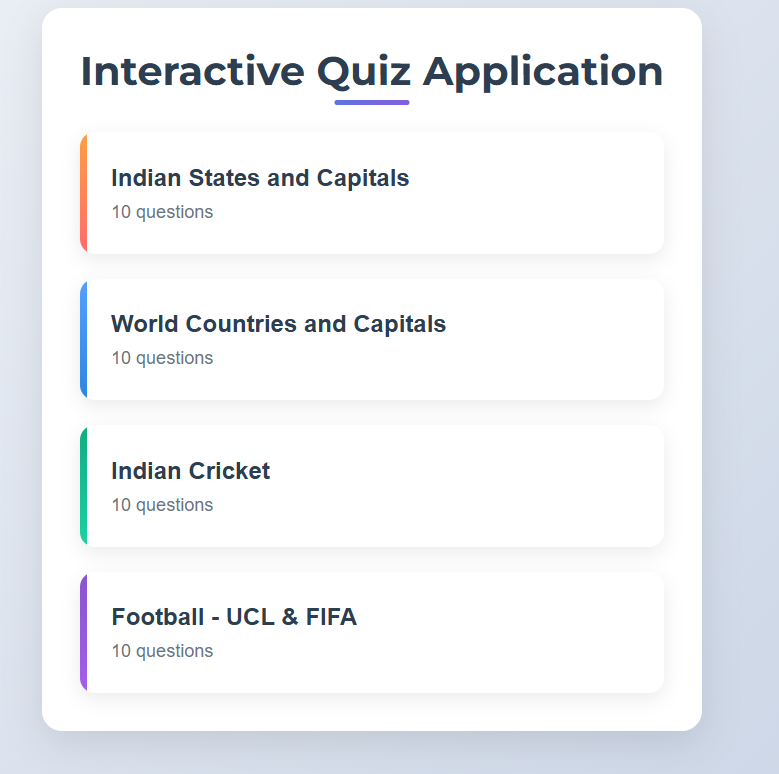 Interactive Quiz Application
Indian States and Capitals
10 questions
World Countries and Capitals
10 questions
Indian Cricket
10 questions
Football - UCL & FIFA
10 questions